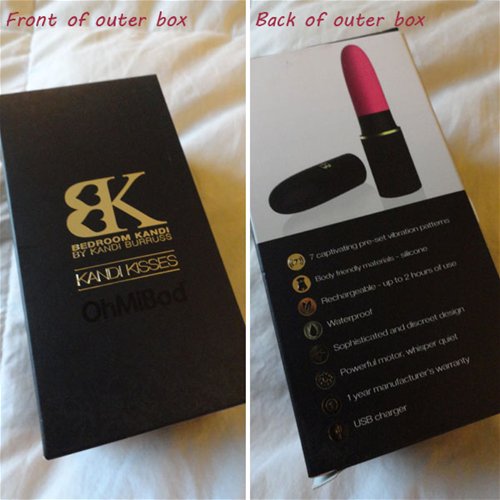 Front of outer box
BK
BEDROOM KANDI
BY KANDI BURRUSS
KANDI KISSES
OhMiBod
Back of outer box
7 captivating pre-set vibration patterns
Body friendly materials - silicone
Rechargeable - up to 2 hours of use
Waterproof
Sophisticated and discreet design
Powerful motor, whisper quiet
1 year manufacturer's warranty
USB charger